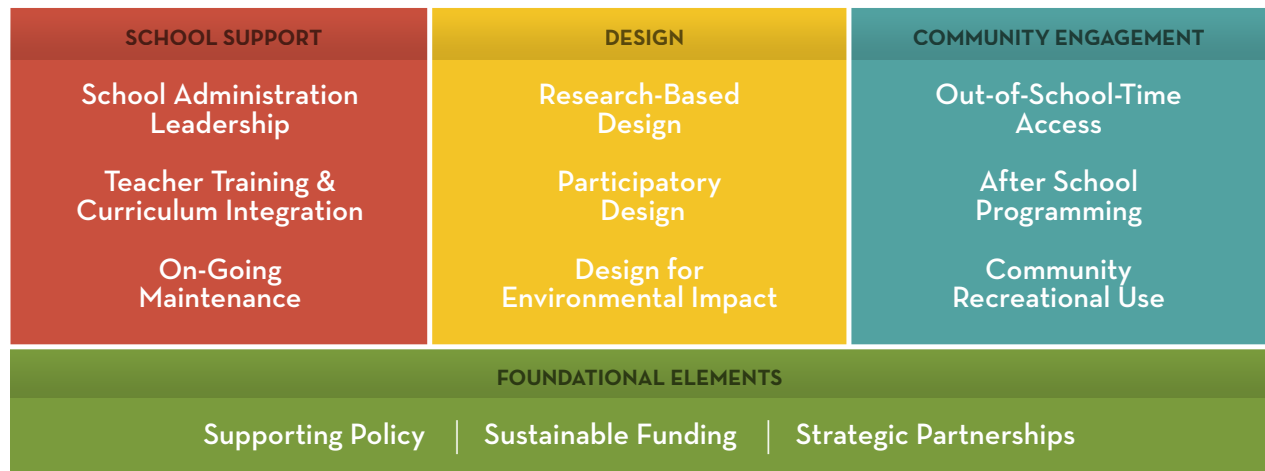 SCHOOL SUPPORT
School Administration
Leadership
Teacher Training &
Curriculum Integration
On-Going
Maintenance
DESIGN
Research-Based
Design
Participatory
Design
Design for
Environmental Impact
COMMUNITY ENGAGEMENT
Out-of-School-Time
Access
After School
Programming
Community
Recreational Use
FOUNDATIONAL ELEMENTS
Supporting Policy | Sustainable Funding | Strategic Partnerships